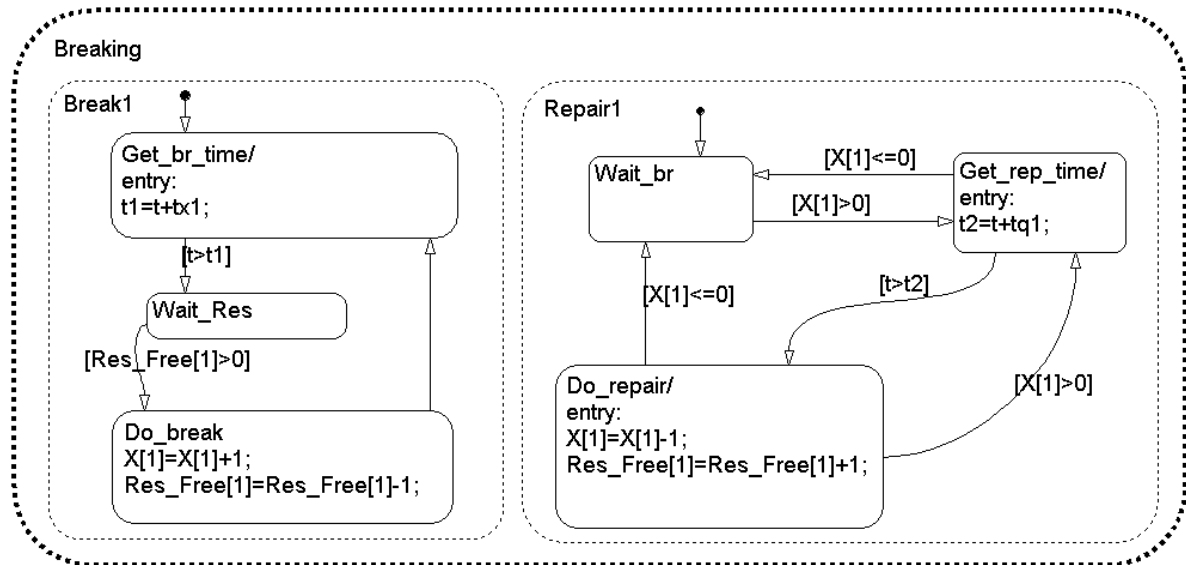 Breaking
Break1
Get_br_time/
entry:
t1=t+tx1;
[t>t1]
Wait_Res
[Res_Free[1]>0]
Do_break
X[1]=X[1]+1;
Res_Free[1]=Res_Free[1]-1;
Repair1
Wait_br
[X[1]<=0]
[X[1]>0]
Get_rep_time/
entry:
t2=t+tq1;
[X[1]<=0]
[t>t2]
Do_repair/
entry:
X[1]=X[1]-1;
Res_Free[1]=Res_Free[1]+1;
[X[1]>0]